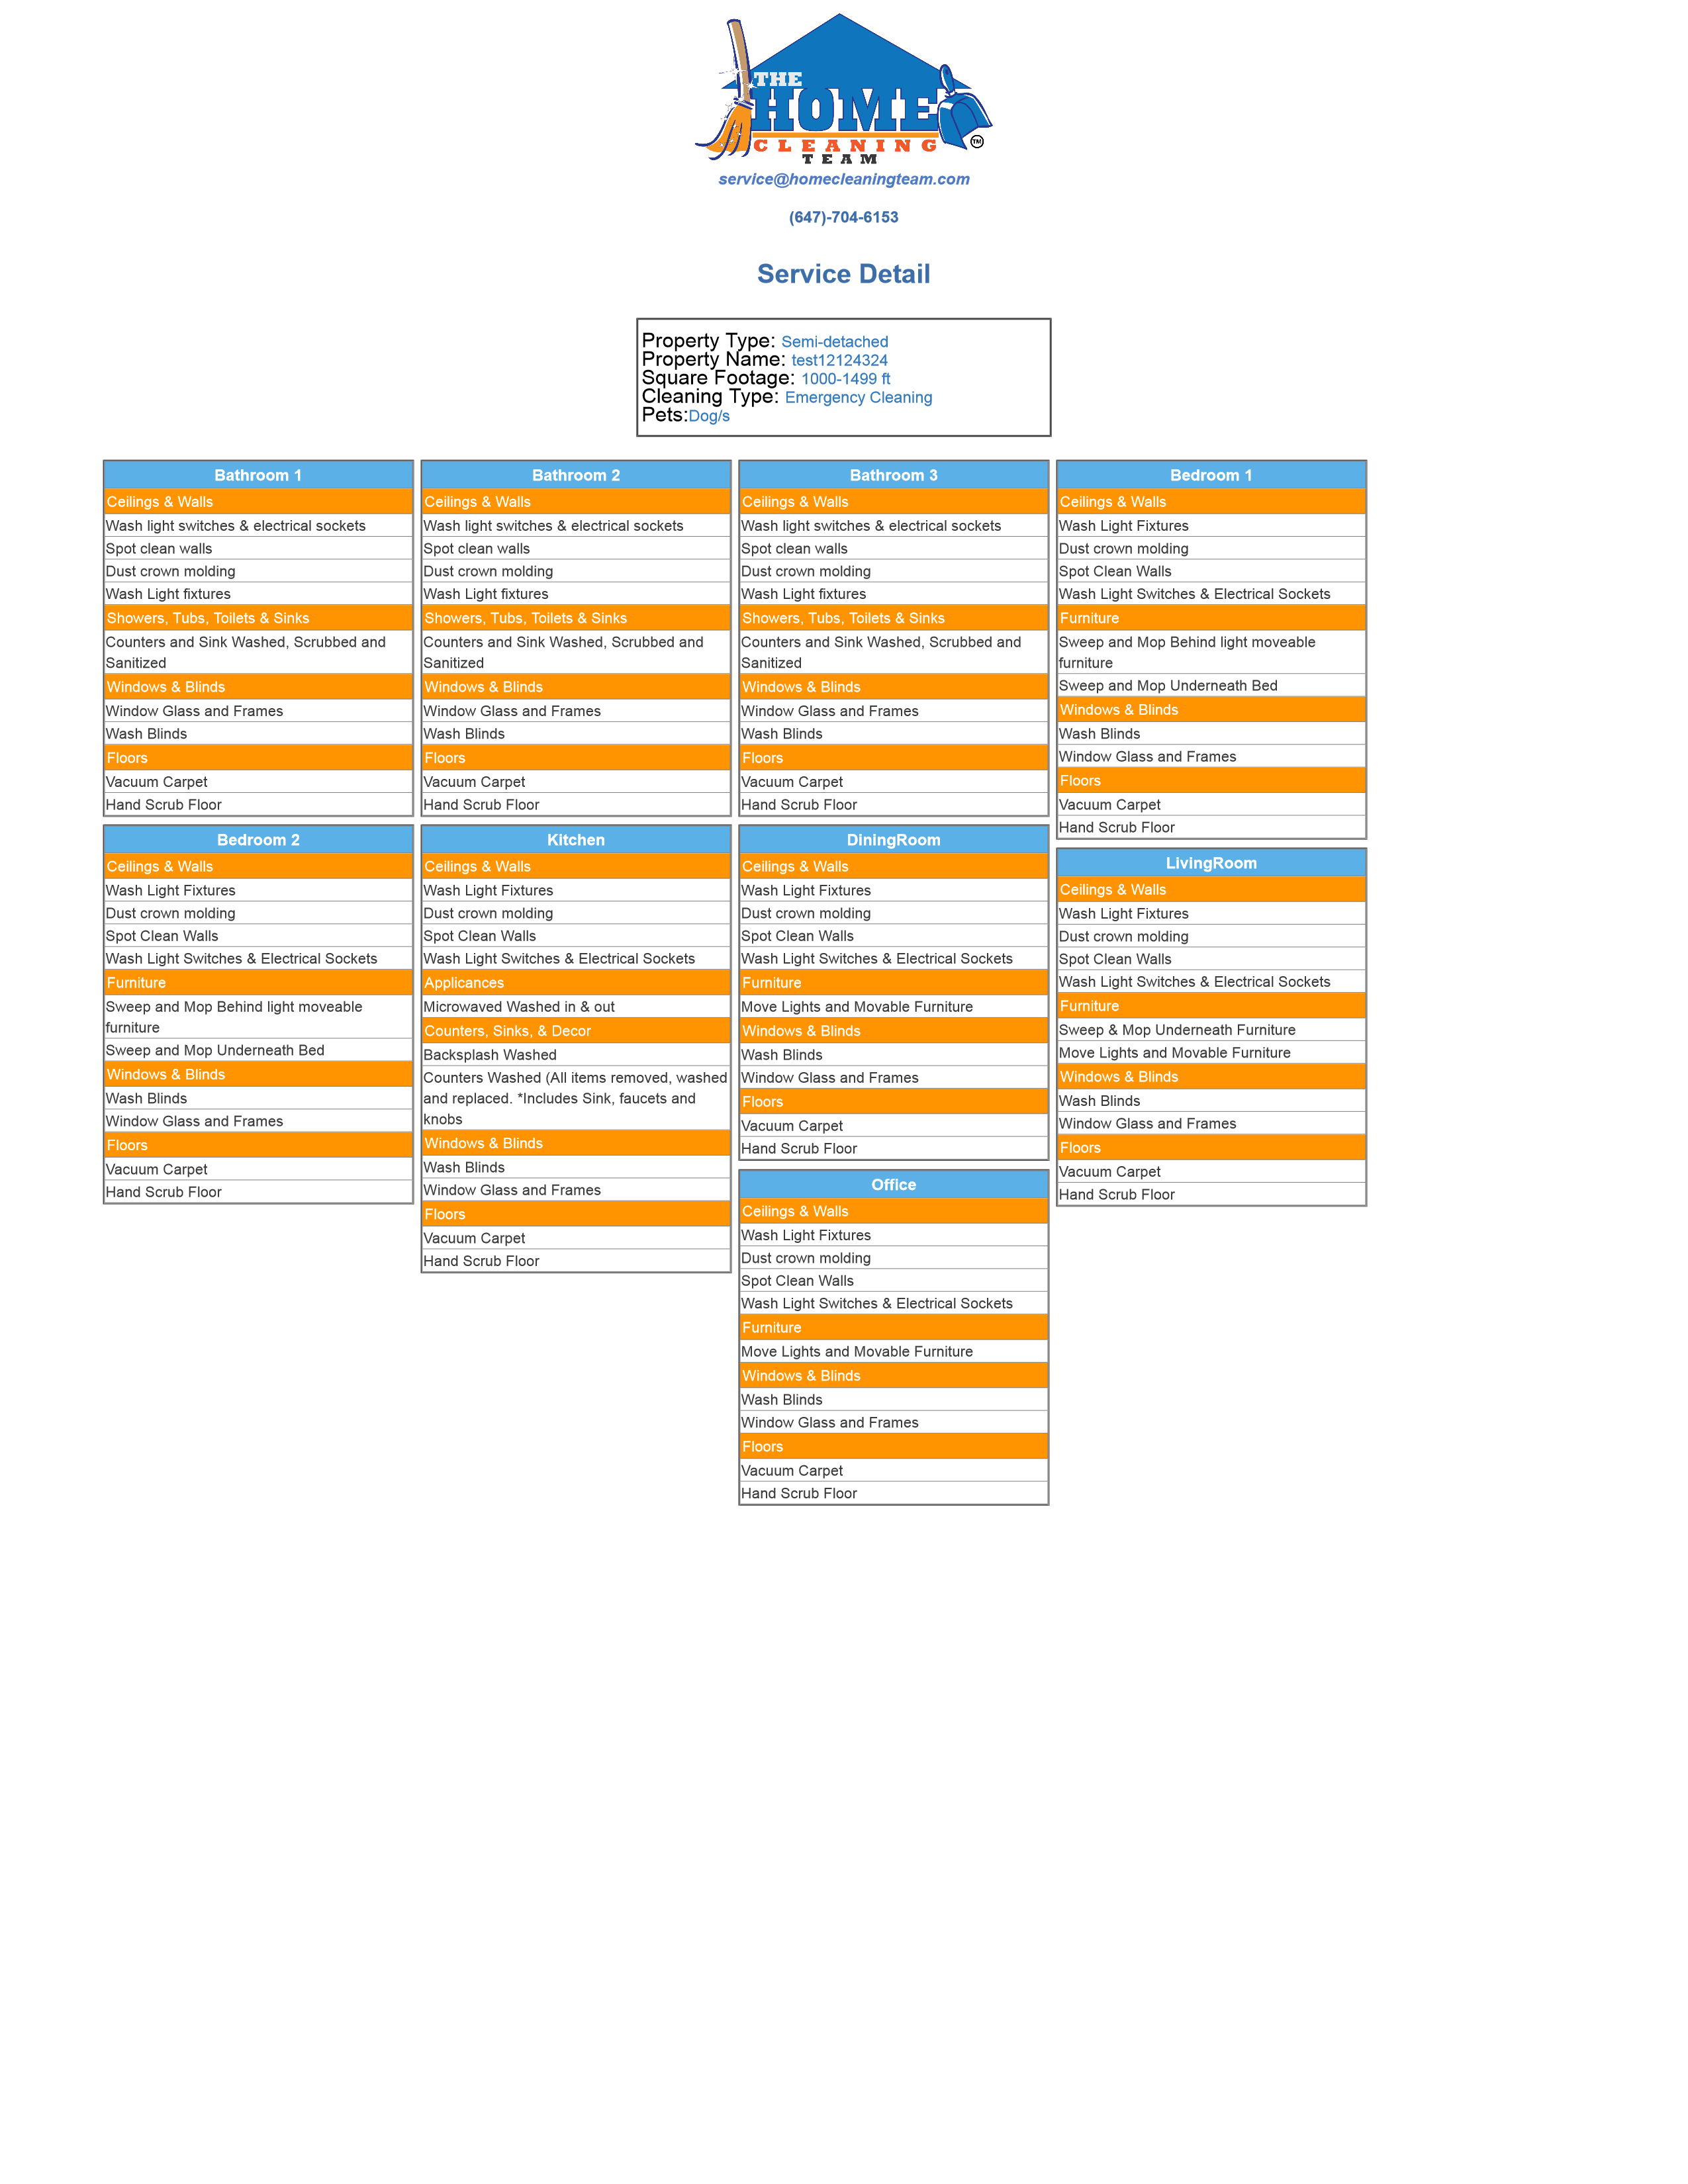 THE
HOME
CLEANING
TEAM
TM
service@homecleaningteam.com
(647)-704-6153
Service Detail
Property Type: Semi-detached
Property Name: test12124324
Square Footage: 1000-1499 ft
Cleaning Type: Emergency Cleaning
Pets:Dog/s
Bathroom 1
Ceilings & Walls
Wash light switches & electrical sockets
Spot clean walls
Dust crown molding
Wash Light fixtures
Showers, Tubs, Toilets & Sinks
Counters and Sink Washed, Scrubbed and
Sanitized
Windows & Blinds
Window Glass and Frames
Wash Blinds
Floors
Vacuum Carpet
Hand Scrub Floor
Bathroom 2
Ceilings & Walls
Wash light switches & electrical sockets
Spot clean walls
Dust crown molding
Wash Light fixtures
Showers, Tubs, Toilets & Sinks
Counters and Sink Washed, Scrubbed and
Sanitized
Windows & Blinds
Window Glass and Frames
Wash Blinds
Floors
Vacuum Carpet
Hand Scrub Floor
Bathroom 3
Ceilings & Walls
Wash light switches & electrical sockets
Spot clean walls
Dust crown molding
Wash Light fixtures
Showers, Tubs, Toilets & Sinks
Counters and Sink Washed, Scrubbed and
Sanitized
Windows & Blinds
Window Glass and Frames
Wash Blinds
Floors
Vacuum Carpet
Hand Scrub Floor
Bedroom 1
Ceilings & Walls
Wash Light Fixtures
Dust crown molding
Spot Clean Walls
Wash Light Switches & Electrical Sockets
Furniture
Sweep and Mop Behind light moveable
furniture
Sweep and Mop Underneath Bed
Windows & Blinds
Wash Blinds
Window Glass and Frames
Floors
Vacuum Carpet
Hand Scrub Floor
Bedroom 2
Ceilings & Walls
Wash Light Fixtures
Dust crown molding
Spot Clean Walls
Wash Light Switches & Electrical Sockets
Furniture
Sweep and Mop Behind light moveable
furniture
Sweep and Mop Underneath Bed
Windows & Blinds
Wash Blinds
Window Glass and Frames
Floors
Vacuum Carpet
Hand Scrub Floor
Kitchen
Ceilings & Walls
Wash Light Fixtures
Dust crown molding
Spot Clean Walls
Wash Light Switches & Electrical Sockets
Applicances
Microwaved Washed in & out
Counters, Sinks, & Decor
Backsplash Washed
Counters Washed (All items removed, washed
and replaced. *Includes Sink, faucets and
knobs
Windows & Blinds
Wash Blinds
Window Glass and Frames
Floors
Vacuum Carpet
Hand Scrub Floor
DiningRoom
Ceilings & Walls
Wash Light Fixtures
Dust crown molding
Spot Clean Walls
Wash Light Switches & Electrical Sockets
Furniture
Move Lights and Movable Furniture
Windows & Blinds
Wash Blinds
Window Glass and Frames
Floors
Vacuum Carpet
Hand Scrub Floor
LivingRoom
Ceilings & Walls
Wash Light Fixtures
Dust crown molding
Spot Clean Walls
Wash Light Switches & Electrical Sockets
Furniture
Sweep & Mop Underneath Furniture
Move Lights and Movable Furniture
Windows & Blinds
Wash Blinds
Window Glass and Frames
Floors
Vacuum Carpet
Hand Scrub Floor
Office
Ceilings & Walls
Wash Light Fixtures
Dust crown molding
Spot Clean Walls
Wash Light Switches & Electrical Sockets
Furniture
Move Lights and Movable Furniture
Windows & Blinds
Wash Blinds
Window Glass and Frames
Floors
Vacuum Carpet
Hand Scrub Floor